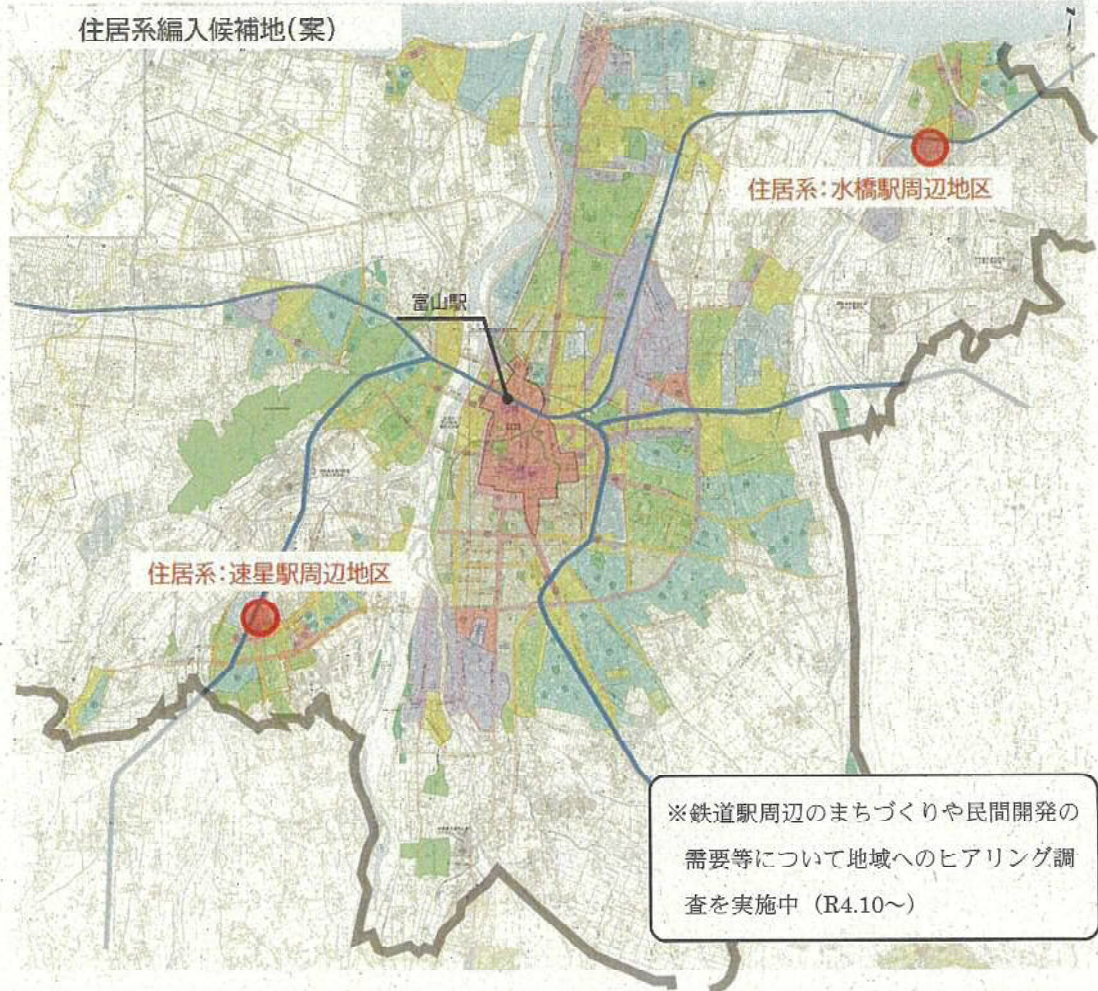 住居系編入候補地(案)
住居系:水橋駅周辺地区
富山駅
住居系:速星駅周辺地区
※鉄道駅周辺のまちづくりや民間開発の
需要等について地域へのヒアリング調
査を実施中（R4.10～）